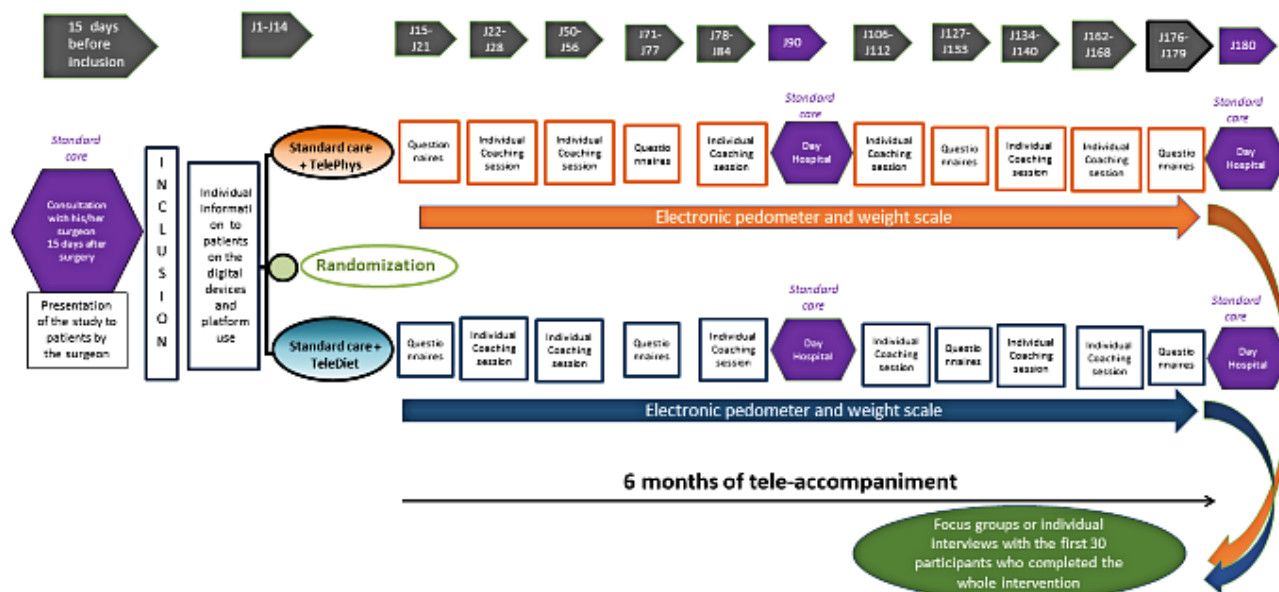 15 days
before
inclusion
J1-J14
J15-
J21
J22-
J28
J50-
J56
J71-
J77
J78-
J84
J90
J106-
J112
J127-
J133
J134-
J140
J162-
J168
J176-
J179
J180
Standard
care
Consultation
with his/her
surgeon
15 days after
surgery
Presentation
of the study to
patients by the
surgeon
I
N
C
L
U
S
I
O
N
Individual
informati
on to
patients
on the
digital
devices
and
platform
use
Standard care
+ TelePhys
Question
naires
Individual
Coaching
session
Individual
Coaching
session
Questio
nnaires
Individual
Coaching
session
Standard
care
Day
Hospital
Individual
Coaching
session
Questio
nnaires
Individual
Coaching
session
Individual
Coaching
session
Questio
nnaires
Standard
care
Day
Hospital
Electronic pedometer and weight scale
Randomization
Standard care +
TeleDiet
Questio
nnaires
Individual
Coaching
session
Individual
Coaching
session
Questio
nnaires
Individual
Coaching
session
Standard
care
Day
Hospital
Individual
Coaching
session
Questio
nnaires
Individual
Coaching
session
Individual
Coaching
session
Questio
nnaires
Standard
care
Day
Hospital
Electronic pedometer and weight scale
6 months of tele-accompaniment
Focus groups or individual
interviews with the first 30
participants who completed the
whole intervention